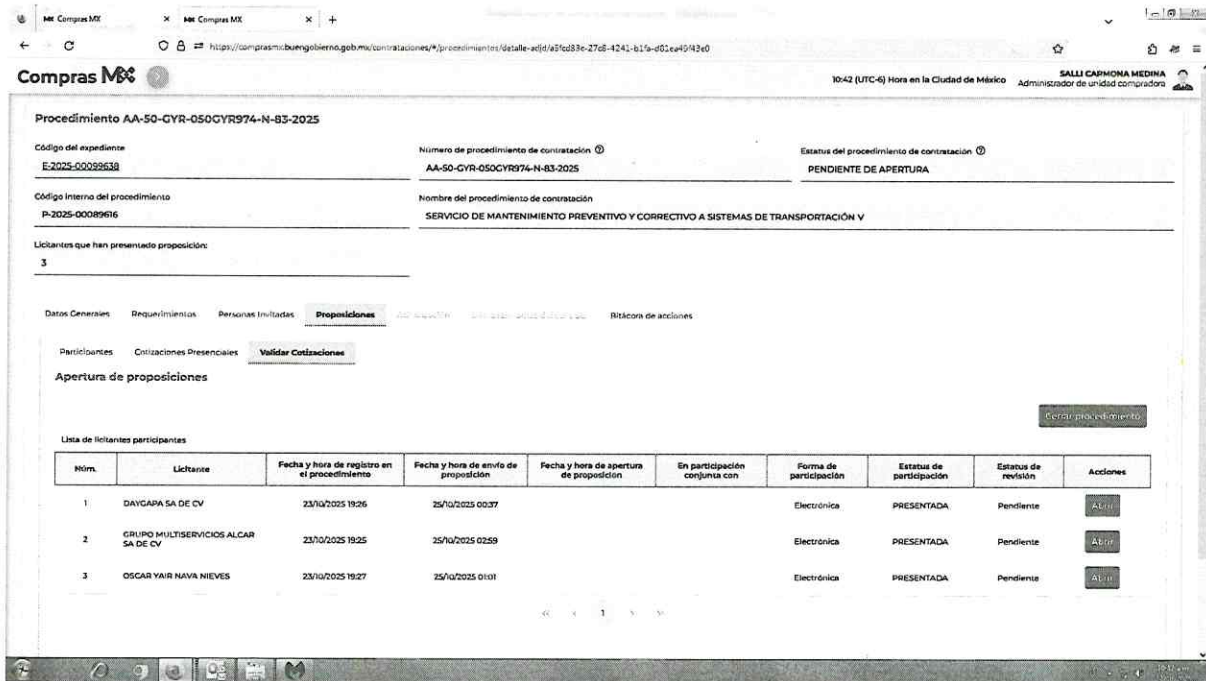 Compras MX
Compras MX
https://comprasmx.buengobierno.gob.mx/contrataciones/*/procedimientos/detalle-adjd/a5fcd83e-27c8-4241-b1fa-d01ea49f43e0
Compras MX
10:42 (UTC-6) Hora en la Ciudad de México
SALLI CARMONA MEDINA
Administrador de unidad compradora
Procedimiento AA-50-GYR-050GYR974-N-83-2025
Código del expediente
Número de procedimiento de contratación
Estatus del procedimiento de contratación
E-2025-00099638
AA-50-GYR-050GYR974-N-83-2025
PENDIENTE DE APERTURA
Código interno del procedimiento
Nombre del procedimiento de contratación
P-2025-00089616
SERVICIO DE MANTENIMIENTO PREVENTIVO Y CORRECTIVO A SISTEMAS DE TRANSPORTACIÓN V
Licitantes que han presentado proposición:
3
Datos Generales Requerimientos Personas Invitadas Proposiciones Bitácora de acciones
Participantes Cotizaciones Presenciales Validar Cotizaciones
Apertura de proposiciones
Cerrar procedimiento
Lista de licitantes participantes
Núm. Licitante Fecha y hora de registro en el procedimiento Fecha y hora de envío de proposición Fecha y hora de apertura de proposición En participación conjunta con Forma de participación Estatus de participación Estatus de revisión Acciones
1 DAYGAPA SA DE CV 23/10/2025 19:26 25/10/2025 00:37 Electrónica PRESENTADA Pendiente Abrir
2 GRUPO MULTISERVICIOS ALCAR SA DE CV 23/10/2025 19:25 25/10/2025 02:59 Electrónica PRESENTADA Pendiente Abrir
3 OSCAR YAIR NAVA NIEVES 23/10/2025 19:27 25/10/2025 01:01 Electrónica PRESENTADA Pendiente Abrir
1